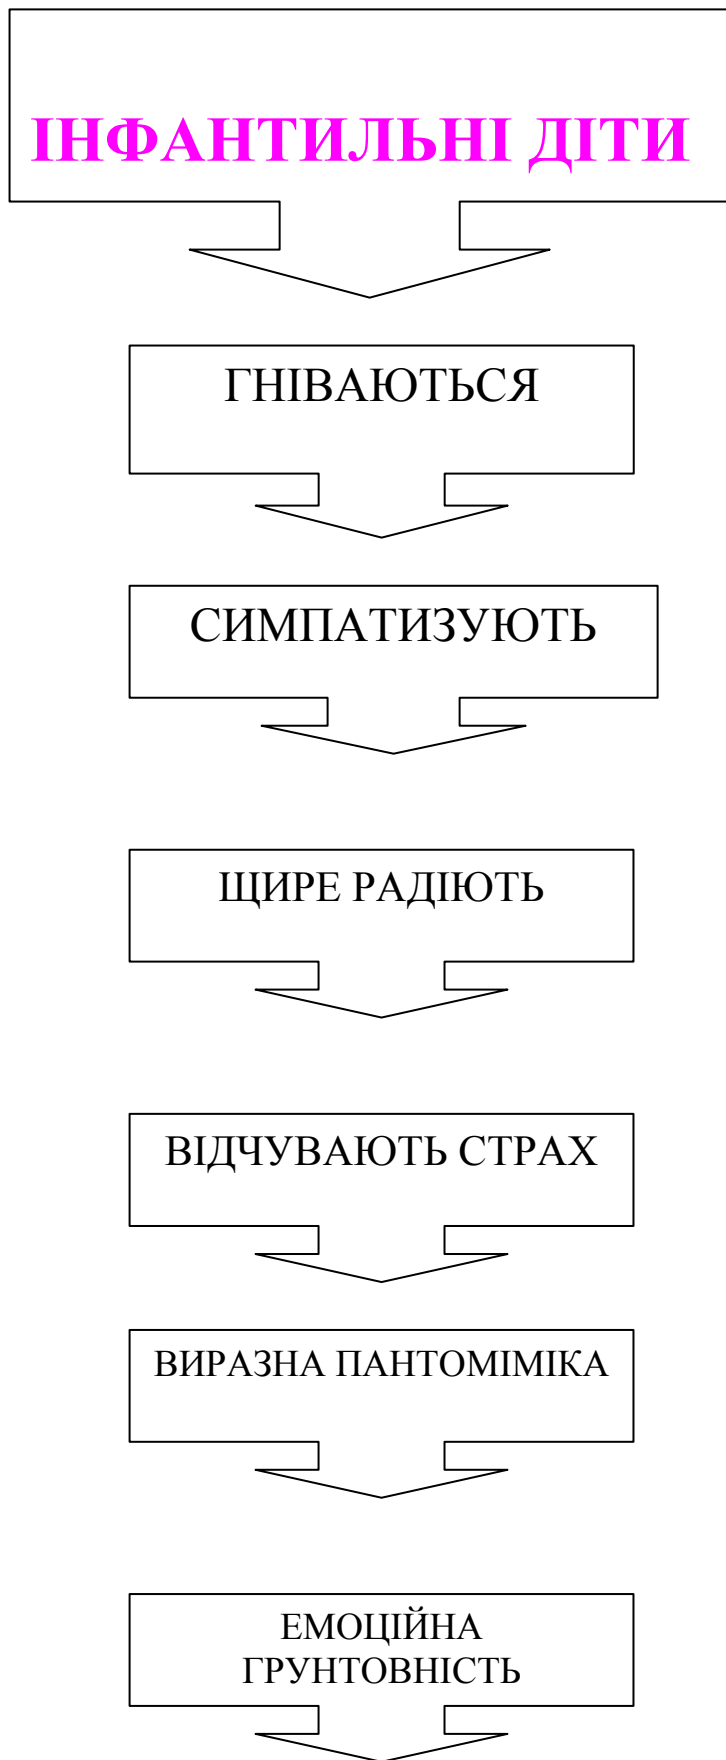 ІНФАНТИЛЬНІ ДІТИ
ГНІВАЮТЬСЯ
СИМПАТИЗУЮТЬ
ЩИРЕ РАДІЮТЬ
ВІДЧУВАЮТЬ СТРАХ
ВИРАЗНА ПАНТОМІМІКА
ЕМОЦІЙНА
ГРУНТОВНІСТЬ